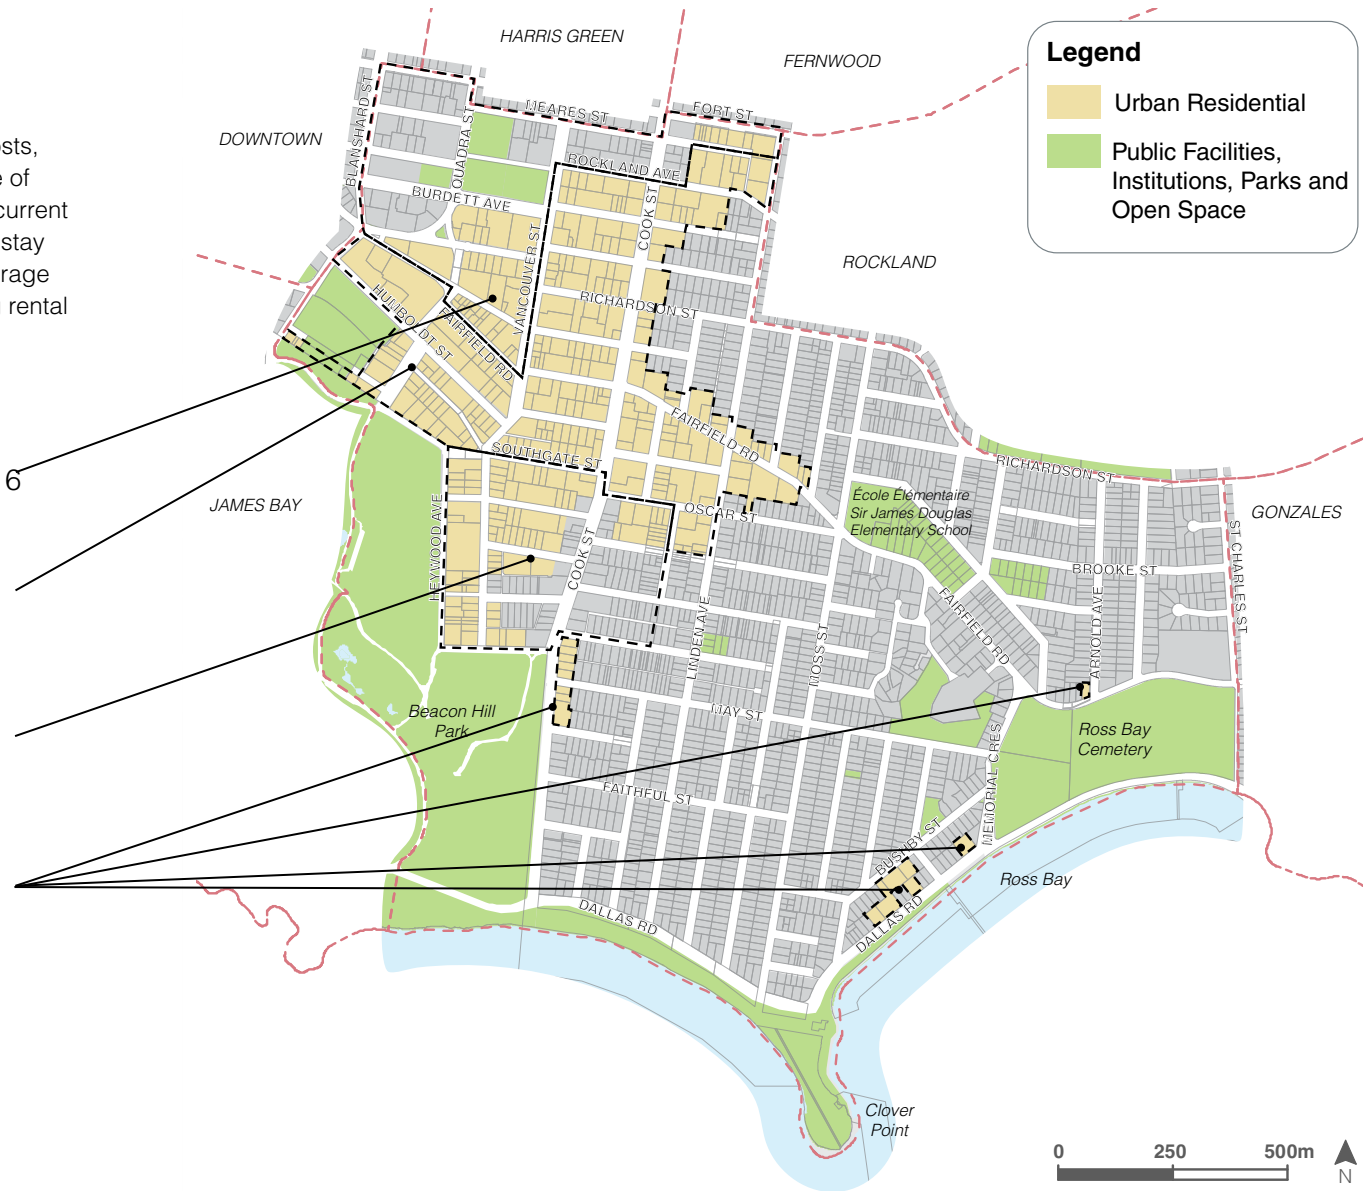 HARRIS GREEN
FERNWOOD
DOWNTOWN
ROCKLAND
JAMES BAY
GONZALES
Legend
Urban Residential
Public Facilities,
Institutions, Parks and
Open Space
osts,
e of
current
stay
rage
rental
6
BLANSHARD ST
QUADRA ST
MEARES ST
FORT ST
ROCKLAND AVE
BURDETT AVE
COOK ST
VANCOUVER ST
RICHARDSON ST
HUMBOLDT ST
FAIRFIELD RD
FAIRFIELD RD
SOUTHGATE ST
OSCAR ST
HEYWOOD AVE
COOK ST
LINDEN AVE
MOSS ST
École Élémentaire
Sir James Douglas
Elementary School
RICHARDSON ST
BROOKE ST
ST CHARLES ST
ARNOLD AVE
FAIRFIELD RD
MAY ST
Beacon Hill
Park
Ross Bay
Cemetery
MEMORIAL CRES
FAITHFUL ST
BUSHBY ST
DALLAS RD
DALLAS RD
Ross Bay
Clover
Point
0 250 500m
N